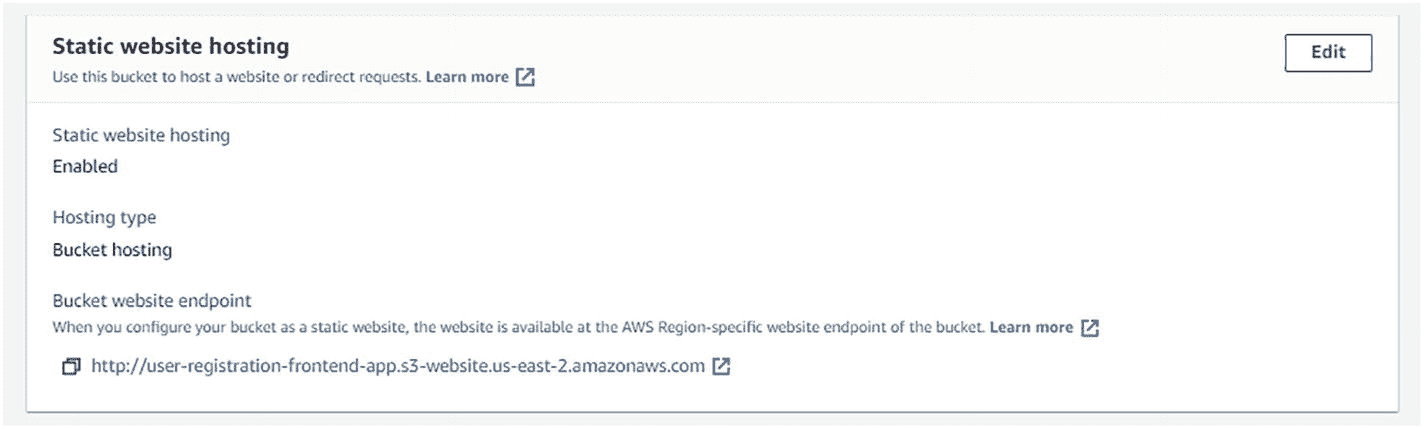 Static website hosting
Edit
Use this bucket to host a website or redirect requests. Learn more
Static website hosting
Enabled
Hosting type
Bucket hosting
Bucket website endpoint
When you configure your bucket as a static website, the website is available at the AWS Region-specific website endpoint of the bucket. Learn more
http://user-registration-frontend-app.s3-website.us-east-2.amazonaws.com